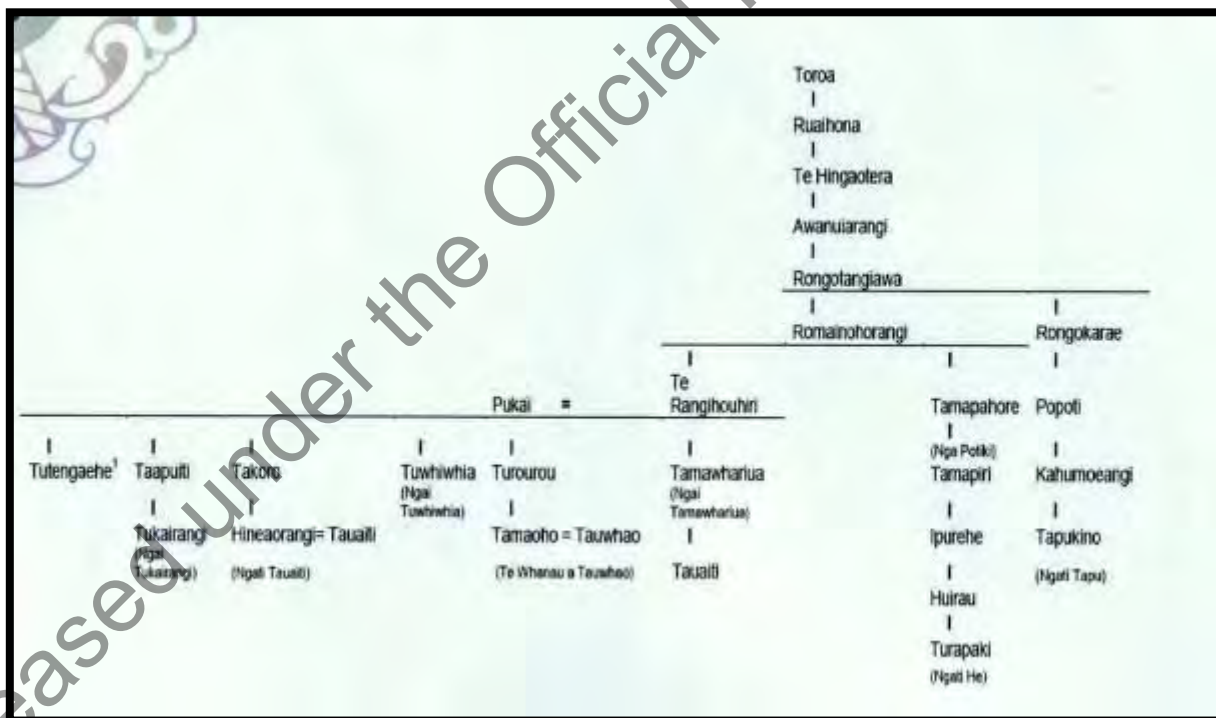 Toroa
Ruaihona
Te Hingaotera
Awanuiarangi
Rongotangiawa
Romainohorangi Rongokarae
Te
Pukai = Rangihouhiri Tamapahore Popoti
(Nga Potiki)
Tutengaehe¹ Taapuiti Takoro Tuwhiwhia Turourou Tamawhariua Tamapiri Kahumoeangi
(Ngai (Ngai
Tuwhiwhia) Tamawhariua)
Tukairangi Hineaorangi= Tauaiti Tamaoho = Tauwhao Ipurehe Tapukino
(Ngai
Tukairangi) (Ngati Tauaiti) (Te Whanau a Tauwhao) Tauaiti (Ngati Tapu)
Huirau
Turapaki
(Ngati He)
eased under the Official